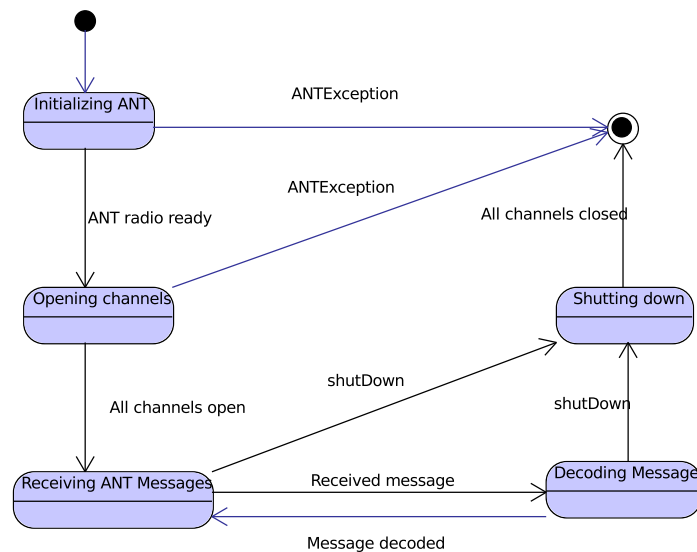 ANTException
Initializing ANT
ANTException
ANT radio ready
All channels closed
Opening channels
Shutting down
shutDown
All channels open
shutDown
Decoding Message
Receiving ANT Messages
Received message
Message decoded